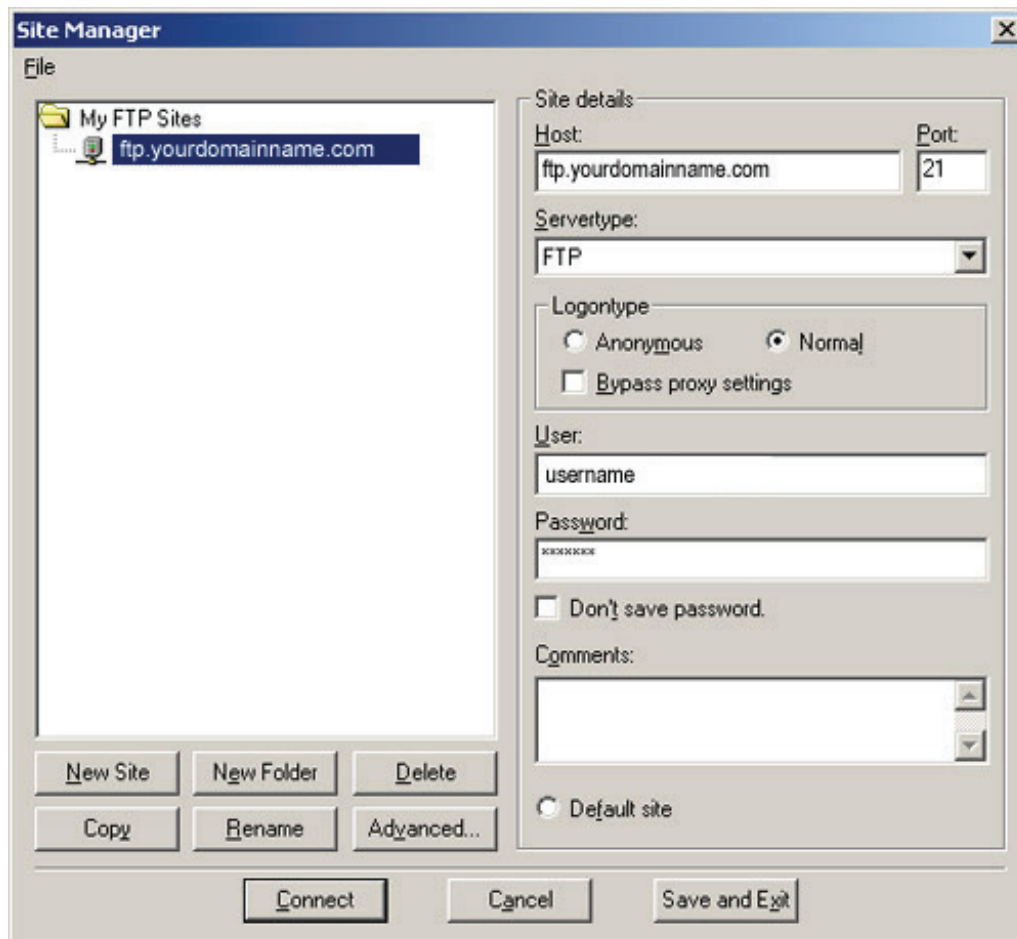 Site Manager
File
My FTP Sites
ftp.yourdomainname.com
New Site
New Folder
Delete
Copy
Rename
Advanced...
Site details
Host:
Port:
ftp.yourdomainname.com
21
Servertype:
FTP
Logontype
Anonymous
Normal
Bypass proxy settings
User:
username
Password:
*******
Don't save password.
Comments:
Default site
Connect
Cancel
Save and Exit